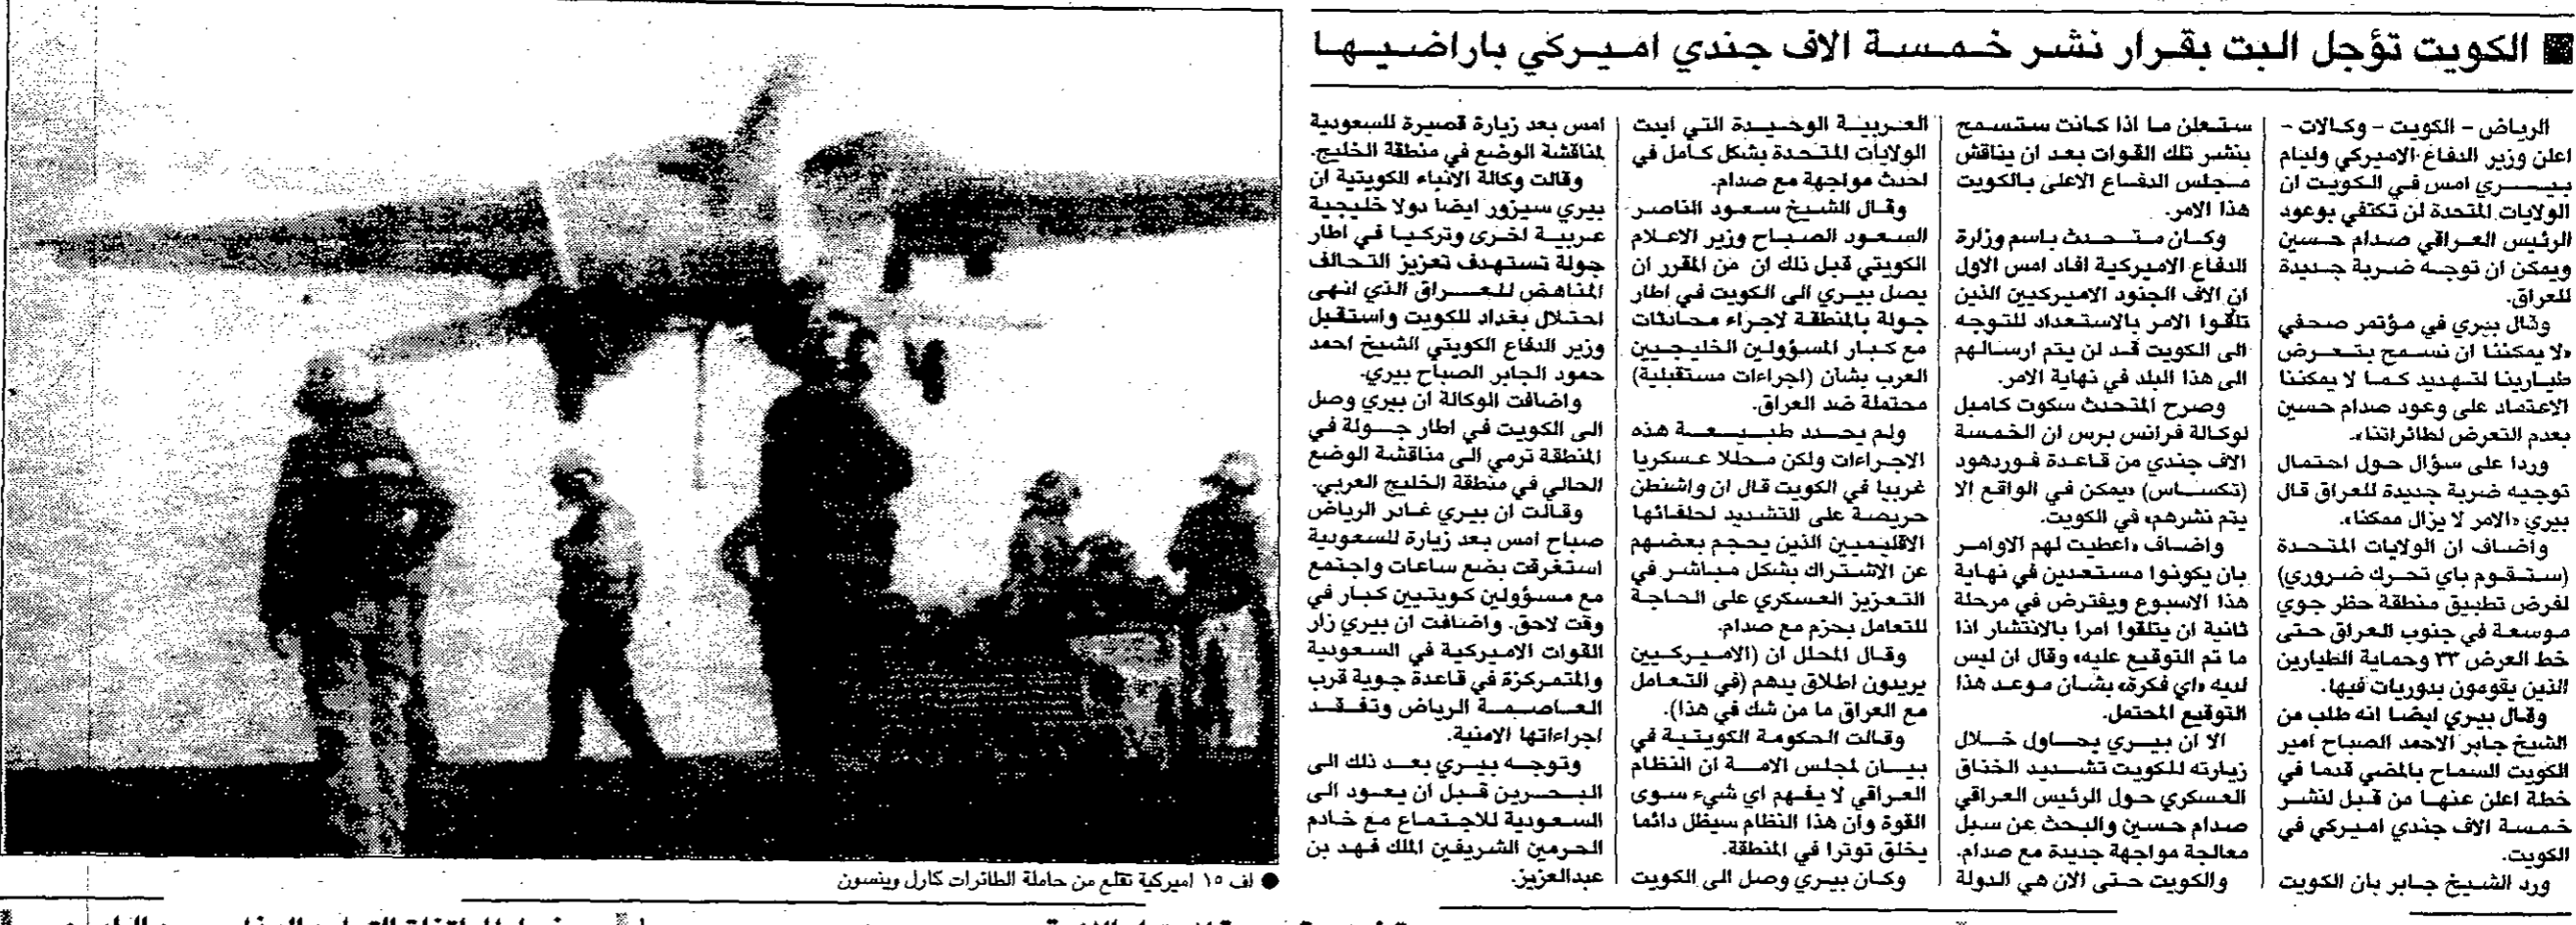 الكويت تؤجل البت بقرار نشر خمسة الاف جندي اميركي باراضيها
الرياض - الكويت - وكالات -
اعلن وزير الدفاع الاميركي وليام
بيري امس في الكويت ان
الولايات المتحدة لن تكتفي بوعود
الرئيس العراقي صدام حسين
ويمكن ان توجه ضربة جديدة
للعراق.
وقال بيري في مؤتمر صحفي
«لا يمكننا ان نسمح بتعرض
طيارينا لتهديد كما لا يمكننا
الاعتماد على وعود صدام حسين
بعدم التعرض لطائراتنا».
وردا على سؤال حول احتمال
توجيه ضربة جديدة للعراق قال
بيري «الامر لا يزال ممكنا».
واضاف ان الولايات المتحدة
(ستقوم باي تحرك ضروري)
لفرض تطبيق منطقة حظر جوي
موسعة في جنوب العراق حتى
خط العرض ٣٣ وحماية الطيارين
الذين يقومون بدوريات فيها.
وقال بيري ايضا انه طلب من
الشيخ جابر الاحمد الصباح امير
الكويت السماح بالمضي قدما في
خطة اعلن عنها من قبل لنشر
خمسة الاف جندي اميركي في
الكويت.
ورد الشيخ جابر بان الكويت
ستعلن ما اذا كانت ستسمح
بنشر تلك القوات بعد ان يناقش
مجلس الدفاع الاعلى بالكويت
هذا الامر.
وكان متحدث باسم وزارة
الدفاع الاميركية افاد امس الاول
ان الاف الجنود الاميركيين الذين
تلقوا الامر بالاستعداد للتوجه
الى الكويت قد لن يتم ارسالهم
الى هذا البلد في نهاية الامر.
وصرح المتحدث سكوت كامبل
لوكالة فرانس برس ان الخمسة
الاف جندي من قاعدة فوردهود
(تكساس) «يمكن في الواقع الا
يتم نشرهم» في الكويت.
واضاف «اعطيت لهم الاوامر
بان يكونوا مستعدين في نهاية
هذا الاسبوع ويفترض في مرحلة
ثانية ان يتلقوا امرا بالانتشار اذا
ما تم التوقيع عليه» وقال ان ليس
لديه «اي فكرة» بشان موعد هذا
التوقيع المحتمل.
الا ان بيري يحاول خلال
زيارته للكويت تشديد الخناق
العسكري حول الرئيس العراقي
صدام حسين والبحث عن سبل
معالجة مواجهة جديدة مع صدام.
والكويت حتى الان هي الدولة
العربية الوحيدة التي ايدت
الولايات المتحدة بشكل كامل في
احدث مواجهة مع صدام.
وقال الشيخ سعود الناصر
السعود الصباح وزير الاعلام
الكويتي قبل ذلك ان من المقرر ان
يصل بيري الى الكويت في اطار
جولة بالمنطقة لاجراء محادثات
مع كبار المسؤولين الخليجيين
العرب بشان (اجراءات مستقبلية)
محتملة ضد العراق.
ولم يحدد طبيعة هذه
الاجراءات ولكن محللا عسكريا
غربيا في الكويت قال ان واشنطن
حريصة على التشديد لحلفائها
الاقليميين الذين يحجم بعضهم
عن الاشتراك بشكل مباشر في
التعزيز العسكري على الحاجة
للتعامل بحزم مع صدام.
وقال المحلل ان (الاميركيين
يريدون اطلاق يدهم (في التعامل
مع العراق ما من شك في هذا).
وقالت الحكومة الكويتية في
بيان لمجلس الامة ان النظام
العراقي لا يفهم اي شيء سوى
القوة وان هذا النظام سيظل دائما
يخلق توترا في المنطقة.
وكان بيري وصل الى الكويت
امس بعد زيارة قصيرة للسعودية
لمناقشة الوضع في منطقة الخليج.
وقالت وكالة الانباء الكويتية ان
بيري سيزور ايضا دولا خليجية
عربية اخرى وتركيا في اطار
جولة تستهدف تعزيز التحالف
المناهض للعراق الذي انهى
احتلال بغداد للكويت واستقبل
وزير الدفاع الكويتي الشيخ احمد
حمود الجابر الصباح بيري.
واضافت الوكالة ان بيري وصل
الى الكويت في اطار جولة في
المنطقة ترمي الى مناقشة الوضع
الحالي في منطقة الخليج العربي.
وقالت ان بيري غادر الرياض
صباح امس بعد زيارة للسعودية
استغرقت بضع ساعات واجتمع
مع مسؤولين كويتيين كبار في
وقت لاحق. واضافت ان بيري زار
القوات الاميركية في السعودية
والمتمركزة في قاعدة جوية قرب
العاصمة الرياض وتفقد
اجراءاتها الامنية.
وتوجه بيري بعد ذلك الى
البحرين قبل ان يعود الى
السعودية للاجتماع مع خادم
الحرمين الشريفين الملك فهد بن
عبدالعزيز.
● اف ١٥ اميركية تقلع من حاملة الطائرات كارل وينسون